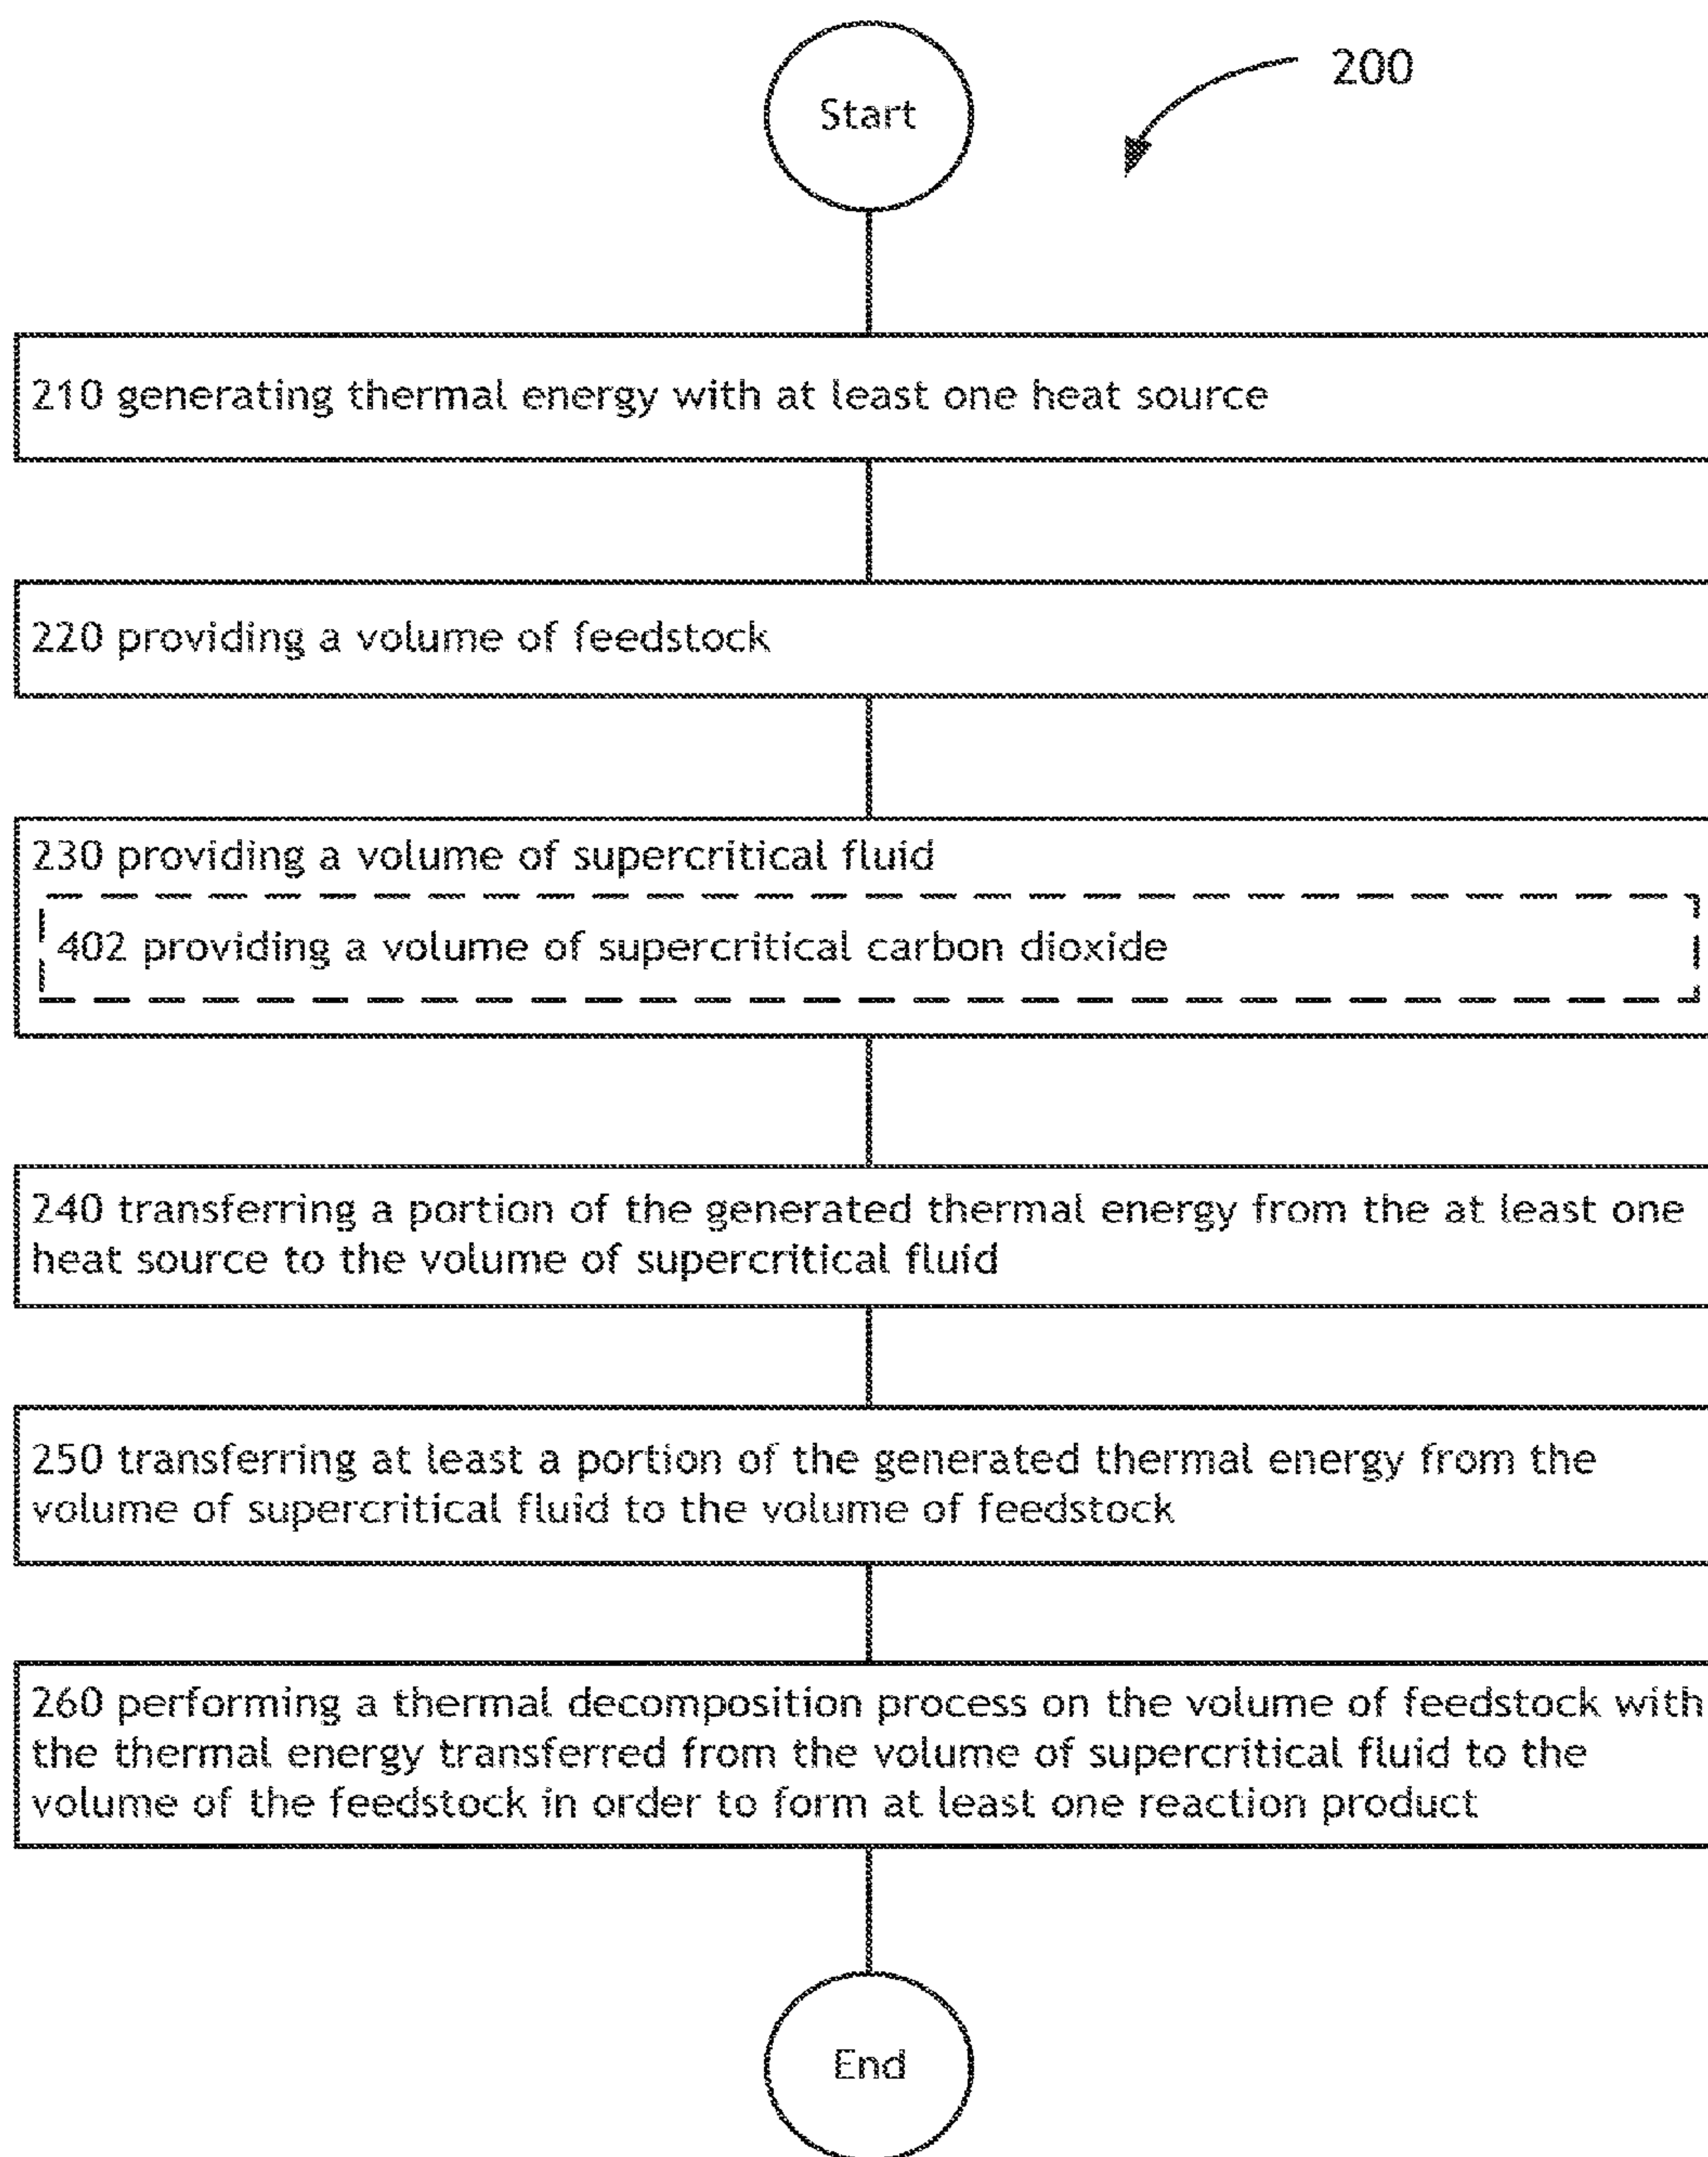 Start
200
210 generating thermal energy with at least one heat source
220 providing a volume of feedstock
230 providing a volume of supercritical fluid
402 providing a volume of supercritical carbon dioxide
240 transferring a portion of the generated thermal energy from the at least one
heat source to the volume of supercritical fluid
250 transferring at least a portion of the generated thermal energy from the
volume of supercritical fluid to the volume of feedstock
260 performing a thermal decomposition process on the volume of feedstock with
the thermal energy transferred from the volume of supercritical fluid to the
volume of the feedstock in order to form at least one reaction product
End